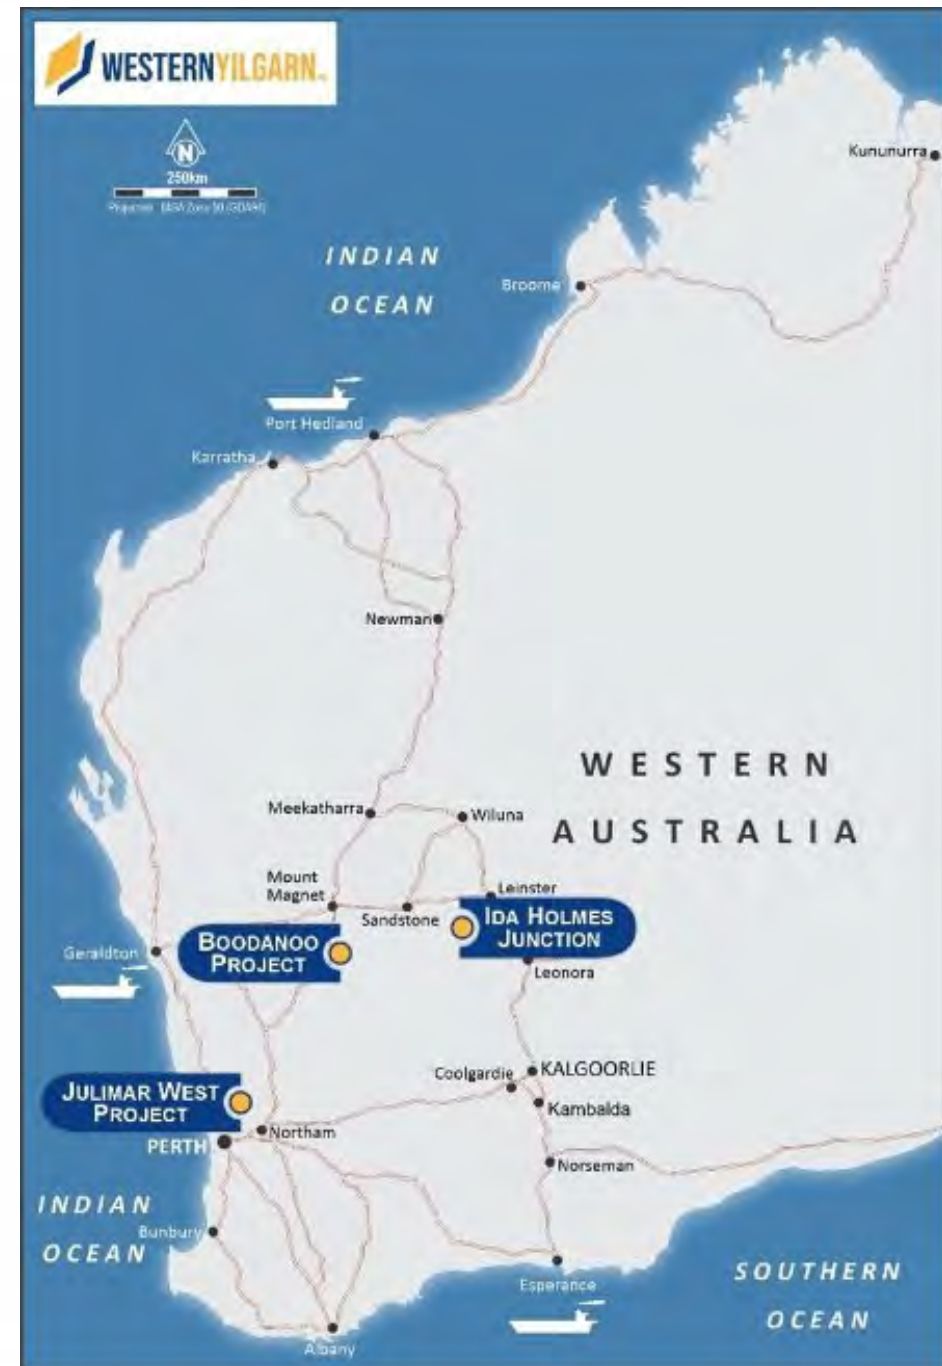 WESTERNYILGARN
N
250km
Kununurra
INDIAN
OCEAN
Broome
Port Hedland
Karratha
Newman
WESTERN
AUSTRALIA
Meekatharra
Wiluna
Mount
Magnet
Leinster
Sandstone
IDA HOLMES
JUNCTION
BOODANOO
PROJECT
Geraldton
Leonora
Coolgardie
KALGOORLIE
JULIMAR WEST
PROJECT
Kambalda
Northam
PERTH
Norseman
INDIAN
OCEAN
Bunbury
Esperance
SOUTHERN
OCEAN
Albany